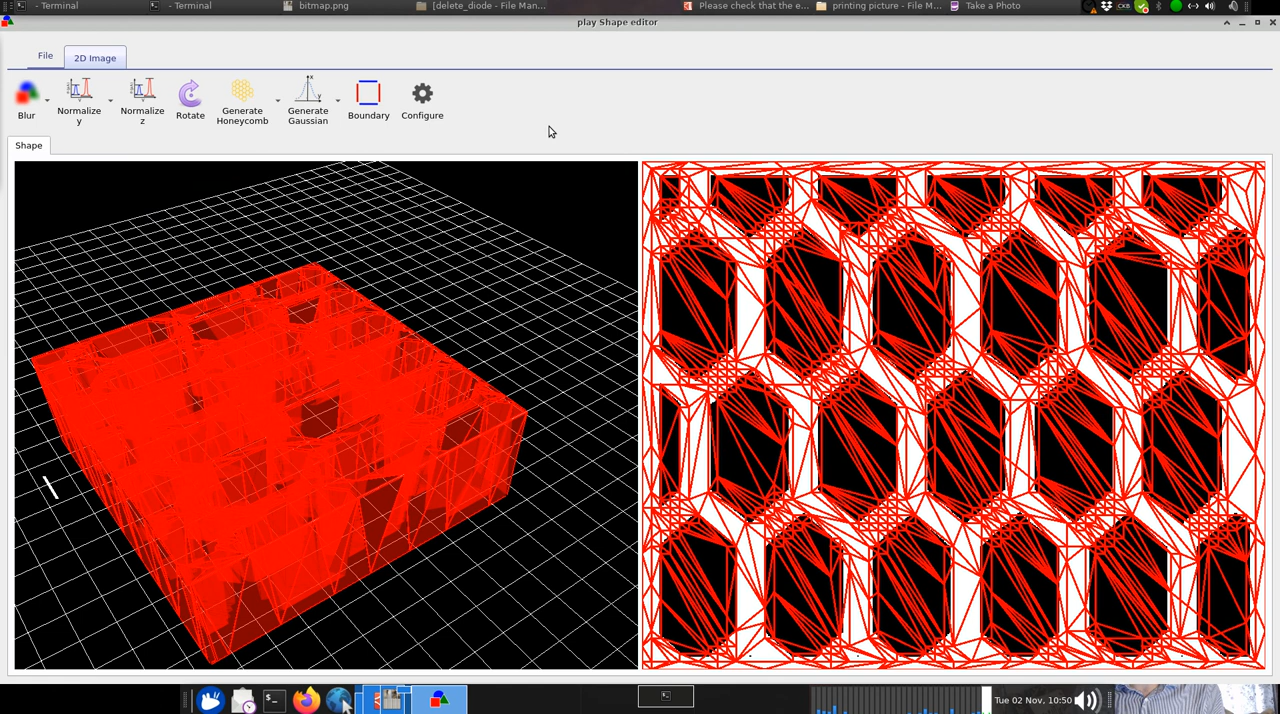 - Terminal
- Terminal
bitmap.png
[delete_diode - File Man...
Please check that the e...
printing picture - File M...
Take a Photo
play Shape editor
File
2D Image
Blur
Normalize
y
Normalize
z
Rotate
Generate
Honeycomb
Generate
Gaussian
Boundary
Configure
Shape
Tue 02 Nov, 10:50